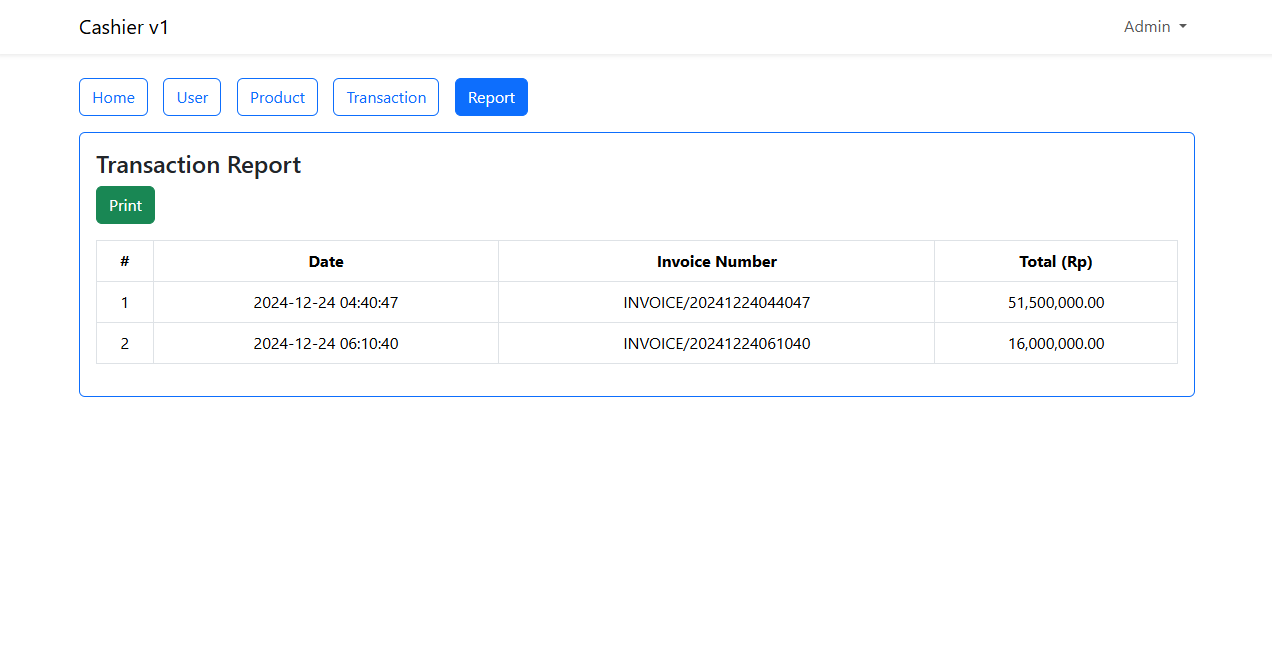 Cashier v1 Admin
Home User Product Transaction Report
Transaction Report
Print
# Date Invoice Number Total (Rp)
1 2024-12-24 04:40:47 INVOICE/20241224044047 51,500,000.00
2 2024-12-24 06:10:40 INVOICE/20241224061040 16,000,000.00